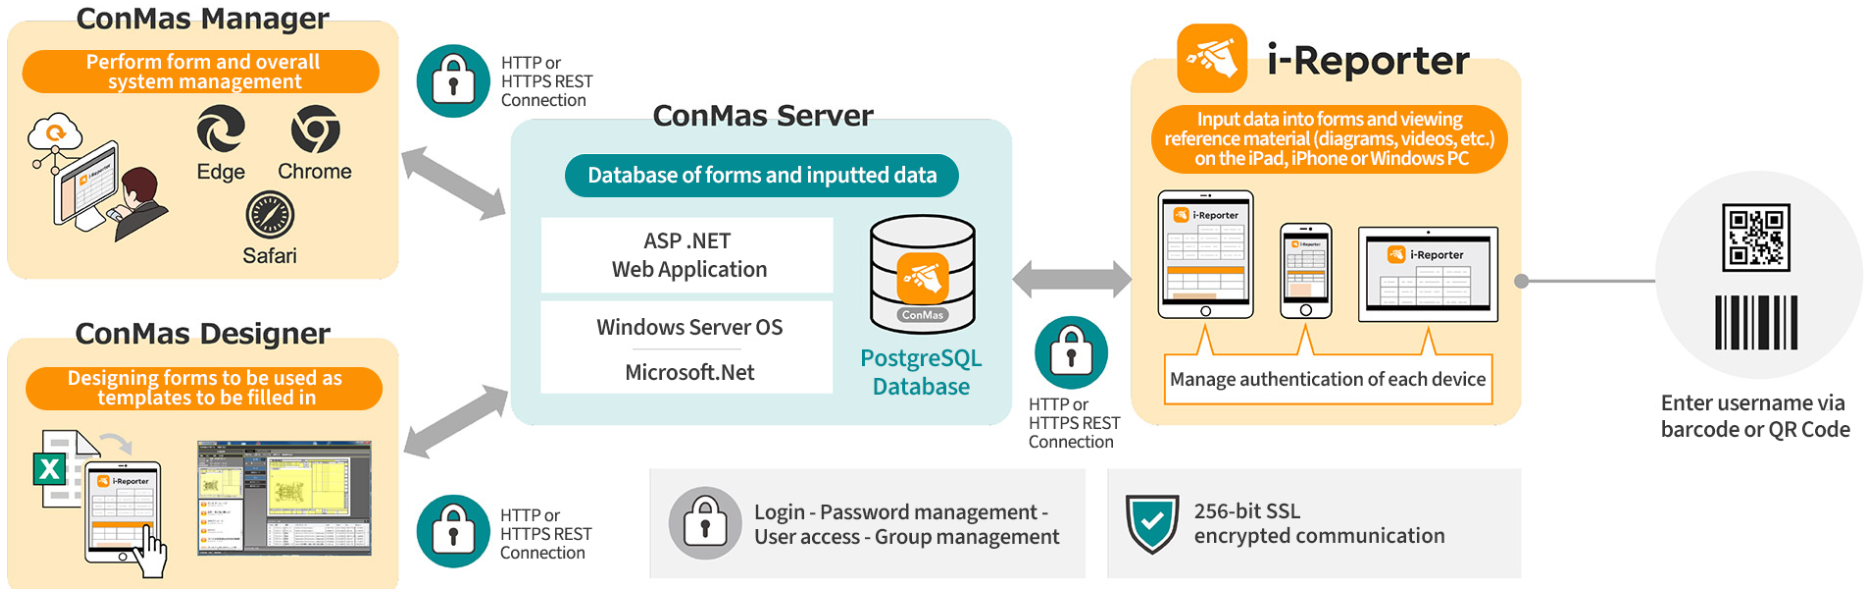 ConMas Manager
Perform form and overall
system management
i-Reporter
Edge
Chrome
Safari
HTTP or
HTTPS REST
Connection
ConMas Designer
Designing forms to be used as
templates to be filled in
X
i-Reporter
HTTP or
HTTPS REST
Connection
ConMas Server
Database of forms and inputted data
ASP .NET
Web Application
Windows Server OS
Microsoft.Net
ConMas
PostgreSQL
Database
HTTP or
HTTPS REST
Connection
i-Reporter
Input data into forms and viewing
reference material (diagrams, videos, etc.)
on the iPad, iPhone or Windows PC
i-Reporter
i-Reporter
i-Reporter
Manage authentication of each device
Enter username via
barcode or QR Code
Login - Password management -
User access - Group management
256-bit SSL
encrypted communication